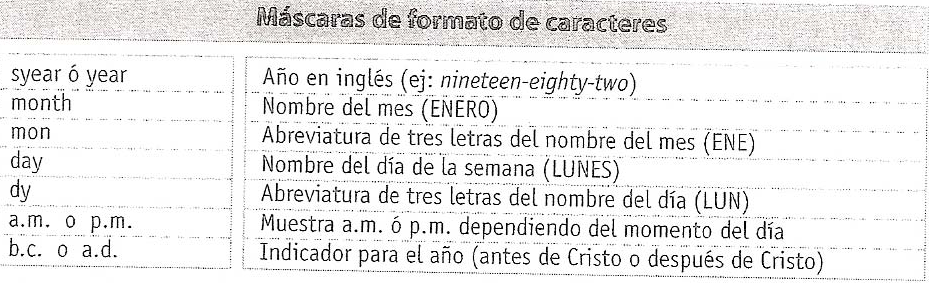 Máscaras de formato de caracteres
syear ó year Año en inglés (ej: nineteen-eighty-two)
month Nombre del mes (ENERO)
mon Abreviatura de tres letras del nombre del mes (ENE)
day Nombre del día de la semana (LUNES)
dy Abreviatura de tres letras del nombre del día (LUN)
a.m. o p.m. Muestra a.m. ó p.m. dependiendo del momento del día
b.c. o a.d. Indicador para el año (antes de Cristo o después de Cristo)